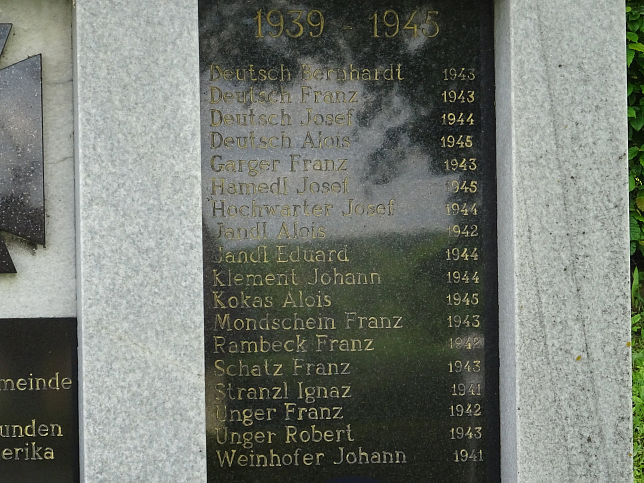 1939 - 1945
Deutsch Bernhardt 1943
Deutsch Franz 1943
Deutsch Josef 1944
Deutsch Alois 1945
Garger Franz 1943
Hamedl Josef 1945
Hochwarter Josef 1944
Jandl Alois 1942
Jandl Eduard 1944
Klement Johann 1944
Kokas Alois 1945
Mondschein Franz 1943
Rambeck Franz 1942
Schatz Franz 1943
Stranzl Ignaz 1941
Unger Franz 1942
Unger Robert 1943
Weinhofer Johann 1941
meinde
unden
erika